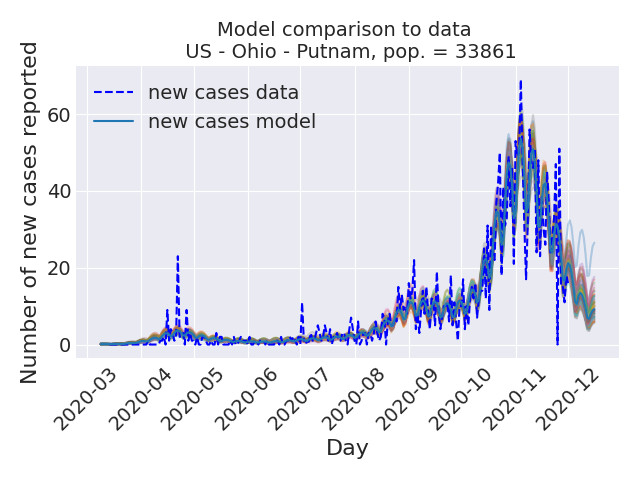 Model comparison to data
US - Ohio - Putnam, pop. = 33861
Number of new cases reported
60
40
20
0
new cases data
new cases model
2020-03
2020-04
2020-05
2020-06
2020-07
2020-08
2020-09
2020-10
2020-11
2020-12
Day